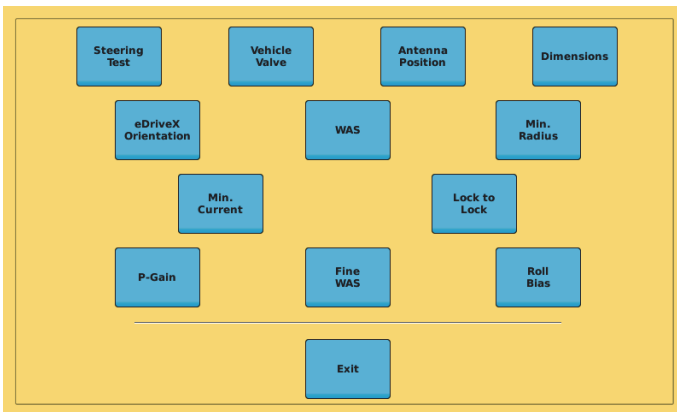 Steering
Test
Vehicle
Valve
Antenna
Position
Dimensions
eDriveX
Orientation
WAS
Min.
Radius
Min.
Current
Lock to
Lock
P-Gain
Fine
WAS
Roll
Bias
Exit